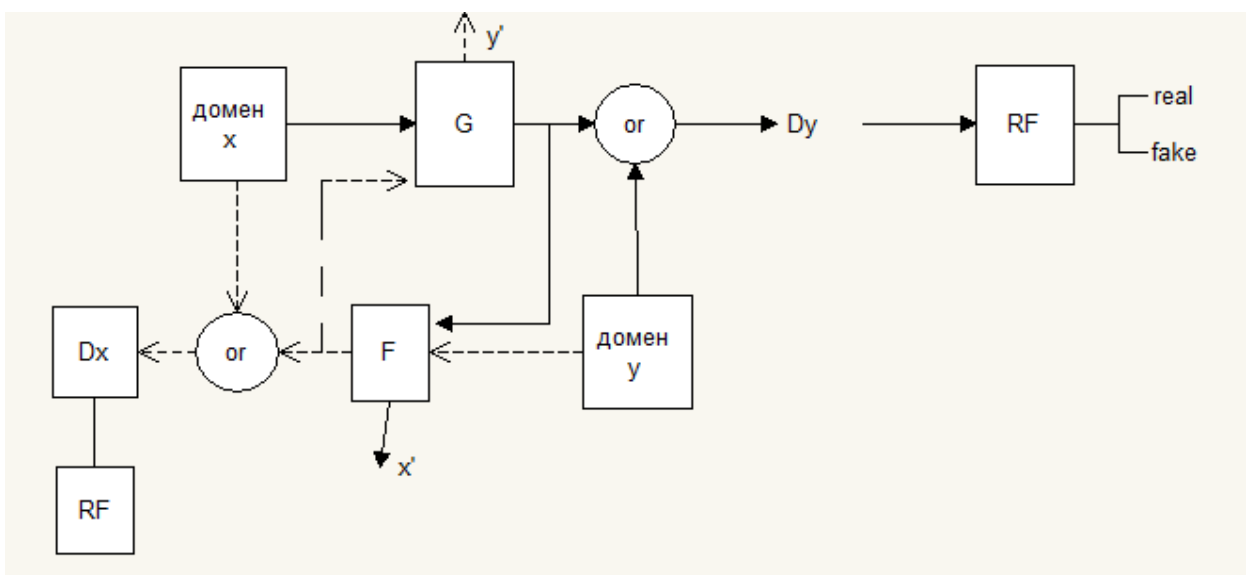 y'
домен
x
G
or
Dy
RF
real
fake
Dx
or
F
домен
y
x'
RF